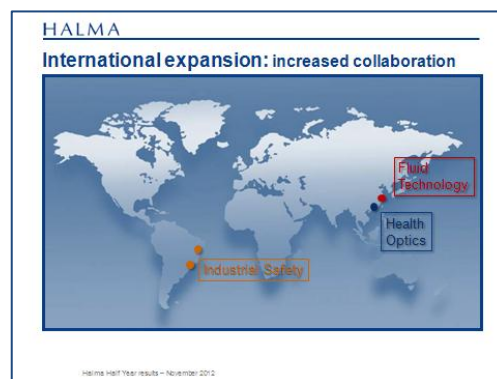 HALMA
International expansion: increased collaboration
Fluid
Technology
Health
Optics
Industrial Safety
Halma Half Year results – November 2012